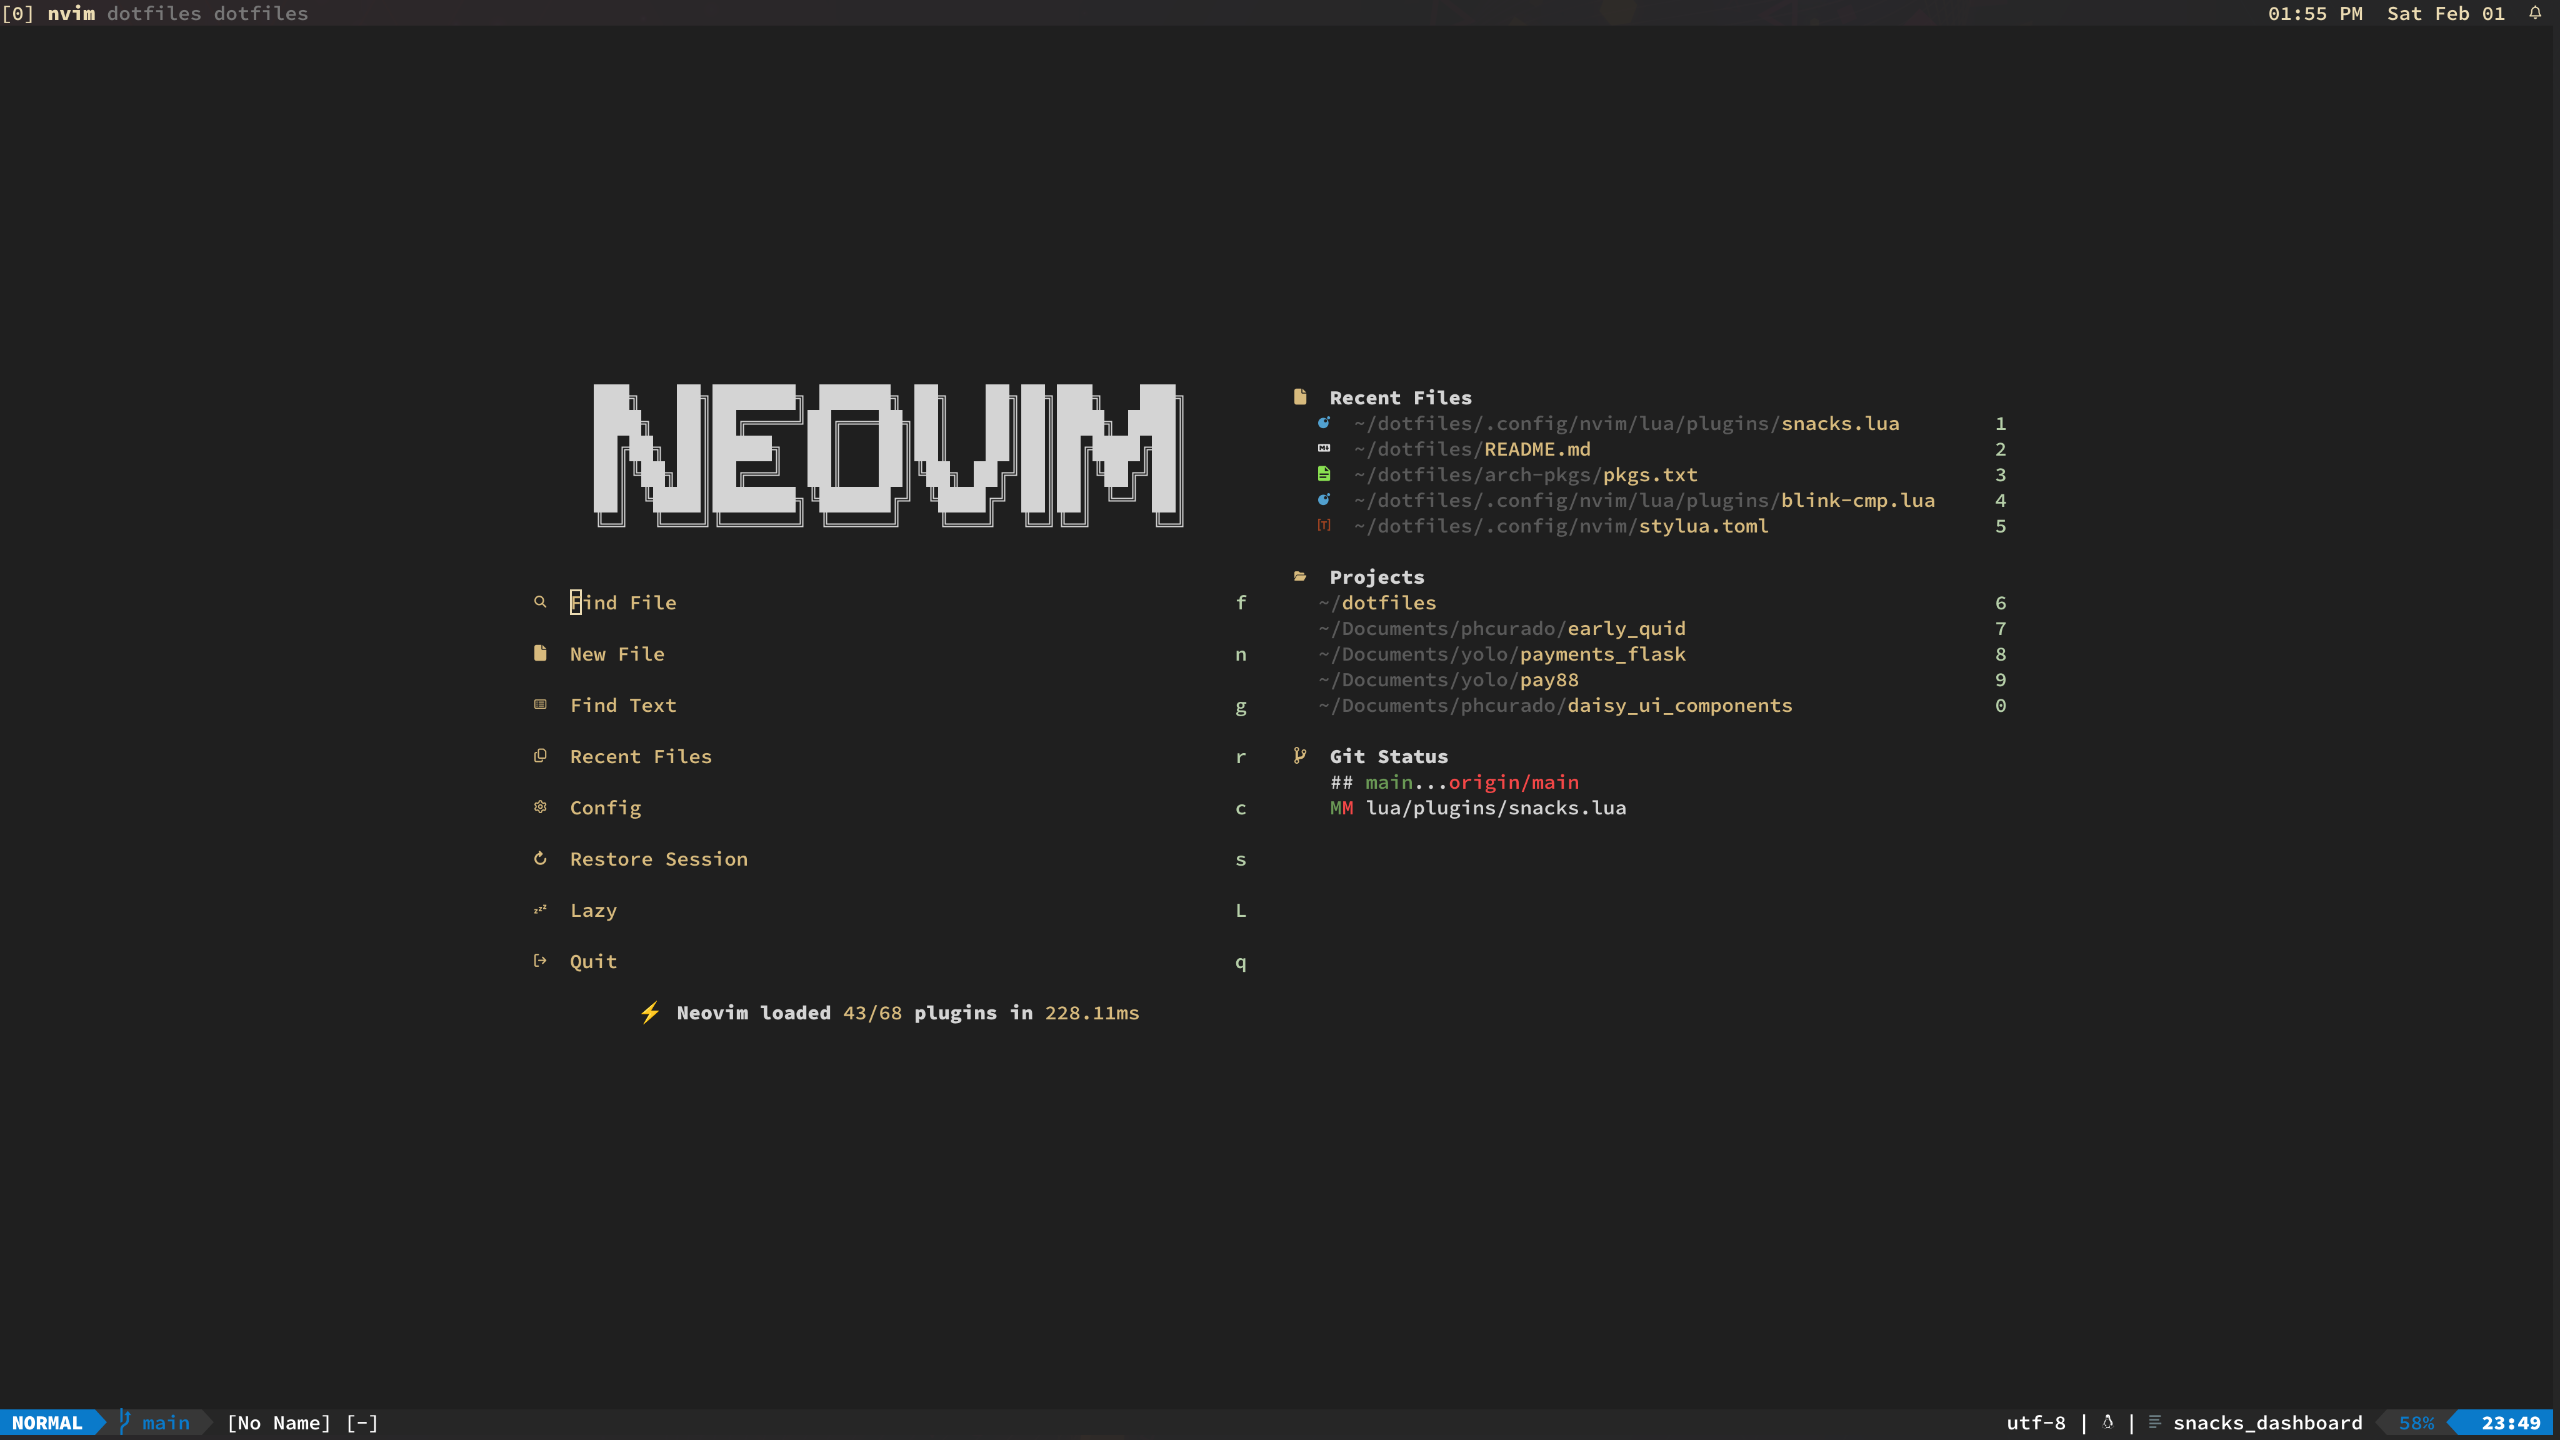 [0] nvim dotfiles dotfiles
01:55 PM Sat Feb 01
NEOVIM
Find File f
New File n
Find Text g
Recent Files r
Config c
Restore Session s
Lazy L
Quit q
⚡ Neovim loaded 43/68 plugins in 228.11ms
Recent Files
~/dotfiles/.config/nvim/lua/plugins/snacks.lua 1
~/dotfiles/README.md 2
~/dotfiles/arch-pkgs/pkgs.txt 3
~/dotfiles/.config/nvim/lua/plugins/blink-cmp.lua 4
~/dotfiles/.config/nvim/stylua.toml 5
Projects
~/dotfiles 6
~/Documents/phcurado/early_quid 7
~/Documents/yolo/payments_flask 8
~/Documents/yolo/pay88 9
~/Documents/phcurado/daisy_ui_components 0
Git Status
## main...origin/main
MM lua/plugins/snacks.lua
NORMAL main [No Name] [-]
utf-8 | | snacks_dashboard 58% 23:49